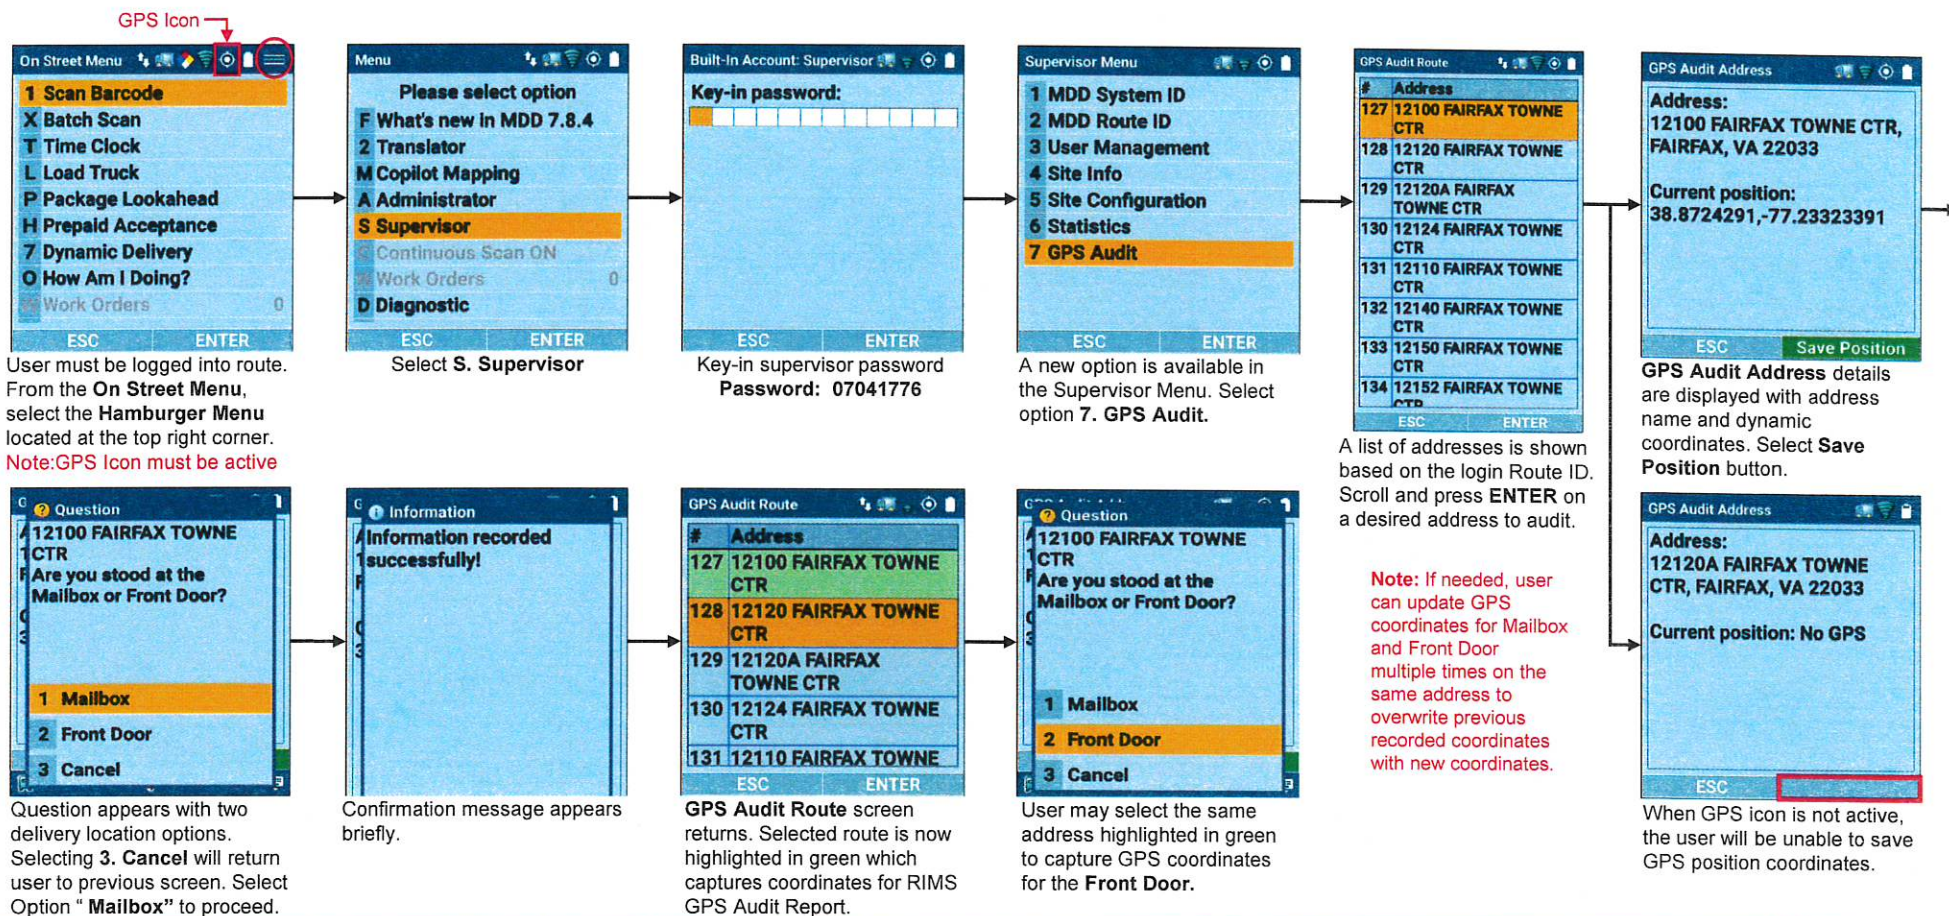 GPS Icon
On Street Menu
1 Scan Barcode
X Batch Scan
T Time Clock
L Load Truck
P Package Lookahead
H Prepaid Acceptance
7 Dynamic Delivery
O How Am I Doing?
W Work Orders 0
ESC ENTER
User must be logged into route.
From the On Street Menu,
select the Hamburger Menu
located at the top right corner.
Note:GPS Icon must be active
Menu
Please select option
F What's new in MDD 7.8.4
2 Translator
M Copilot Mapping
A Administrator
S Supervisor
Continuous Scan ON
Work Orders 0
D Diagnostic
ESC ENTER
Select S. Supervisor
Built-In Account: Supervisor
Key-in password:
ESC ENTER
Key-in supervisor password
Password: 07041776
Supervisor Menu
1 MDD System ID
2 MDD Route ID
3 User Management
4 Site Info
5 Site Configuration
6 Statistics
7 GPS Audit
ESC ENTER
A new option is available in
the Supervisor Menu. Select
option 7. GPS Audit.
GPS Audit Route
# Address
127 12100 FAIRFAX TOWNE
CTR
128 12120 FAIRFAX TOWNE
CTR
129 12120A FAIRFAX
TOWNE CTR
130 12124 FAIRFAX TOWNE
CTR
131 12110 FAIRFAX TOWNE
CTR
132 12140 FAIRFAX TOWNE
CTR
133 12150 FAIRFAX TOWNE
CTR
134 12152 FAIRFAX TOWNE
CTR
ESC ENTER
A list of addresses is shown
based on the login Route ID.
Scroll and press ENTER on
a desired address to audit.
Note: If needed, user
can update GPS
coordinates for Mailbox
and Front Door
multiple times on the
same address to
overwrite previous
recorded coordinates
with new coordinates.
GPS Audit Address
Address:
12100 FAIRFAX TOWNE CTR,
FAIRFAX, VA 22033
Current position:
38.8724291,-77.23323391
ESC Save Position
GPS Audit Address details
are displayed with address
name and dynamic
coordinates. Select Save
Position button.
Question
12100 FAIRFAX TOWNE
CTR
Are you stood at the
Mailbox or Front Door?
1 Mailbox
2 Front Door
3 Cancel
Question appears with two
delivery location options.
Selecting 3. Cancel will return
user to previous screen. Select
Option " Mailbox" to proceed.
Information
Information recorded
successfully!
Confirmation message appears
briefly.
GPS Audit Route
# Address
127 12100 FAIRFAX TOWNE
CTR
128 12120 FAIRFAX TOWNE
CTR
129 12120A FAIRFAX
TOWNE CTR
130 12124 FAIRFAX TOWNE
CTR
131 12110 FAIRFAX TOWNE
ESC ENTER
GPS Audit Route screen
returns. Selected route is now
highlighted in green which
captures coordinates for RIMS
GPS Audit Report.
Question
12100 FAIRFAX TOWNE
CTR
Are you stood at the
Mailbox or Front Door?
1 Mailbox
2 Front Door
3 Cancel
User may select the same
address highlighted in green
to capture GPS coordinates
for the Front Door.
GPS Audit Address
Address:
12120A FAIRFAX TOWNE
CTR, FAIRFAX, VA 22033
Current position: No GPS
ESC
When GPS icon is not active,
the user will be unable to save
GPS position coordinates.